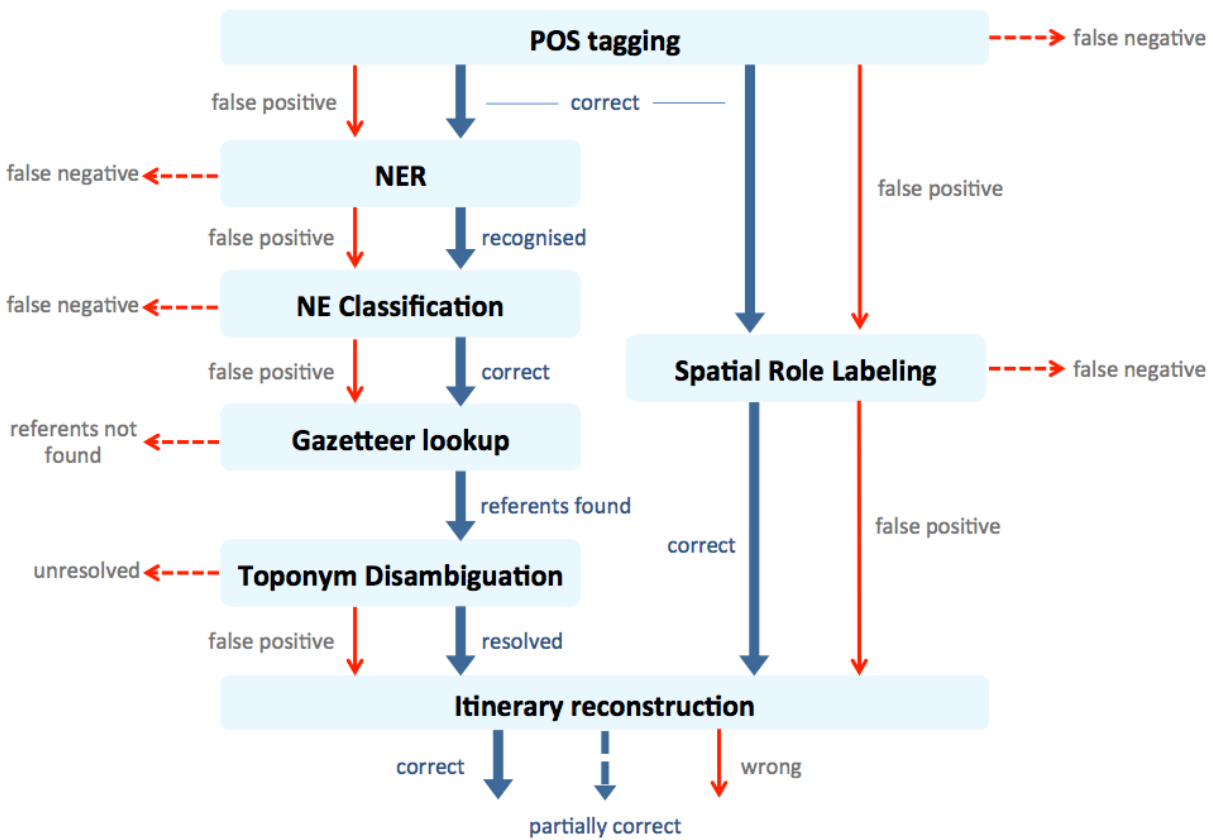 POS tagging
false negative
false positive
correct
false negative
NER
false positive
false positive
recognised
false negative
NE Classification
false positive
correct
Spatial Role Labeling
false negative
referents not
found
Gazetteer lookup
referents found
false positive
correct
unresolved
Toponym Disambiguation
false positive
resolved
Itinerary reconstruction
correct
wrong
partially correct